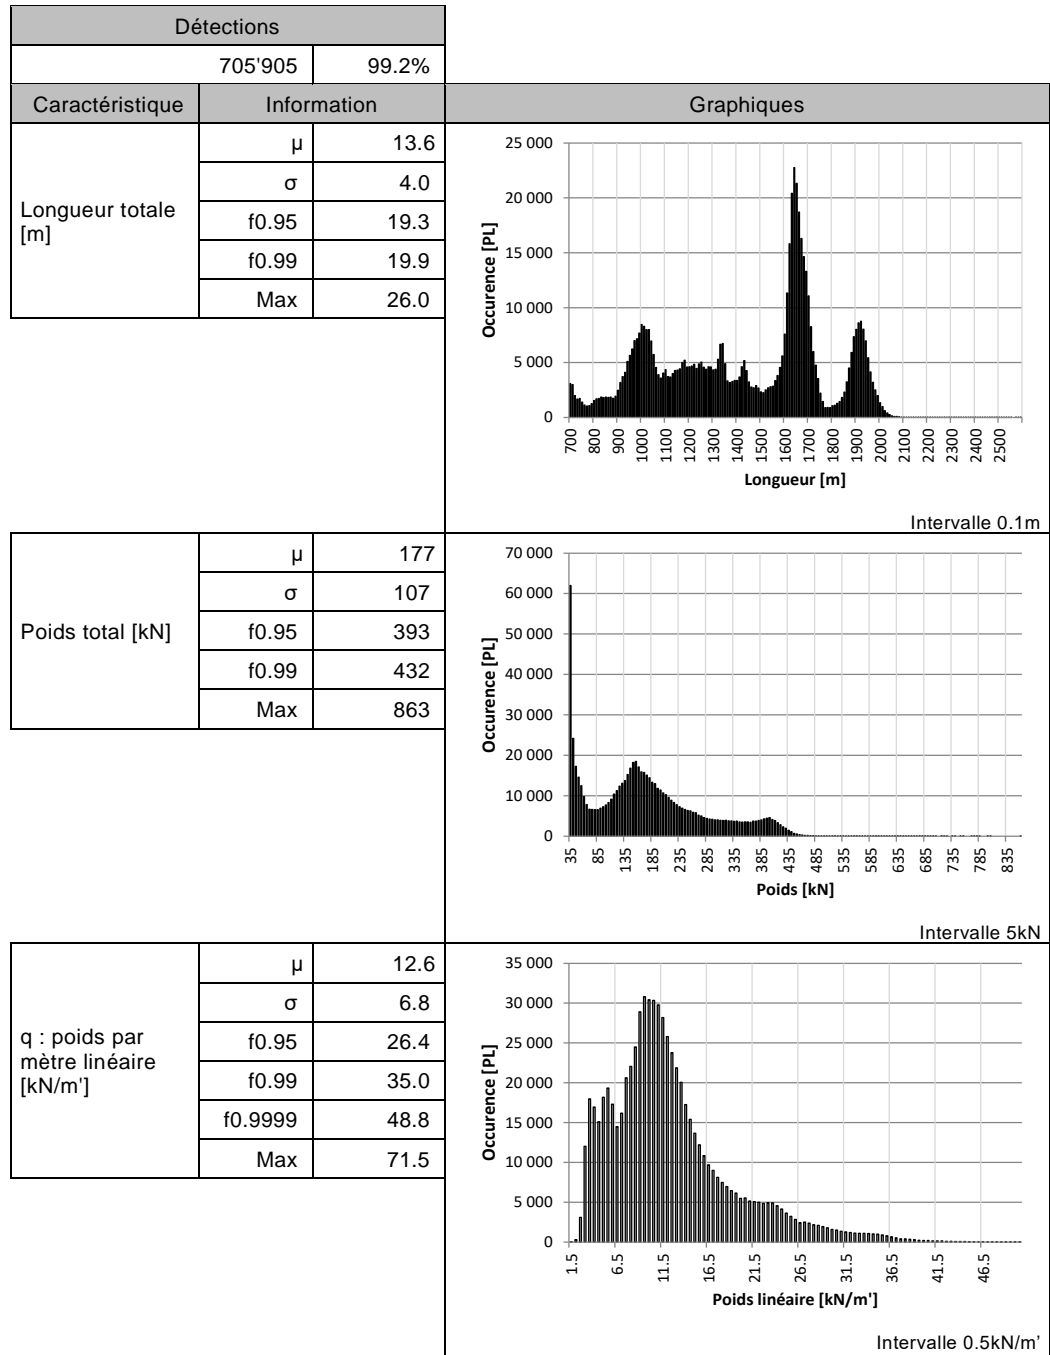 Détections
705'905 99.2%
Caractéristique Information Graphiques
Longueur totale
[m]
µ 13.6
σ 4.0
f0.95 19.3
f0.99 19.9
Max 26.0
25 000
20 000
15 000
10 000
5 000
0
Occurence [PL]
700 800 900 1000 1100 1200 1300 1400 1500 1600 1700 1800 1900 2000 2100 2200 2300 2400 2500
Longueur [m]
Intervalle 0.1m
Poids total [kN]
µ 177
σ 107
f0.95 393
f0.99 432
Max 863
70 000
60 000
50 000
40 000
30 000
20 000
10 000
0
Occurence [PL]
35 85 135 185 235 285 335 385 435 485 535 585 635 685 735 785 835
Poids [kN]
Intervalle 5kN
q : poids par
mètre linéaire
[kN/m']
µ 12.6
σ 6.8
f0.95 26.4
f0.99 35.0
f0.9999 48.8
Max 71.5
35 000
30 000
25 000
20 000
15 000
10 000
5 000
0
Occurence [PL]
1.5 6.5 11.5 16.5 21.5 26.5 31.5 36.5 41.5 46.5
Poids linéaire [kN/m']
Intervalle 0.5kN/m’